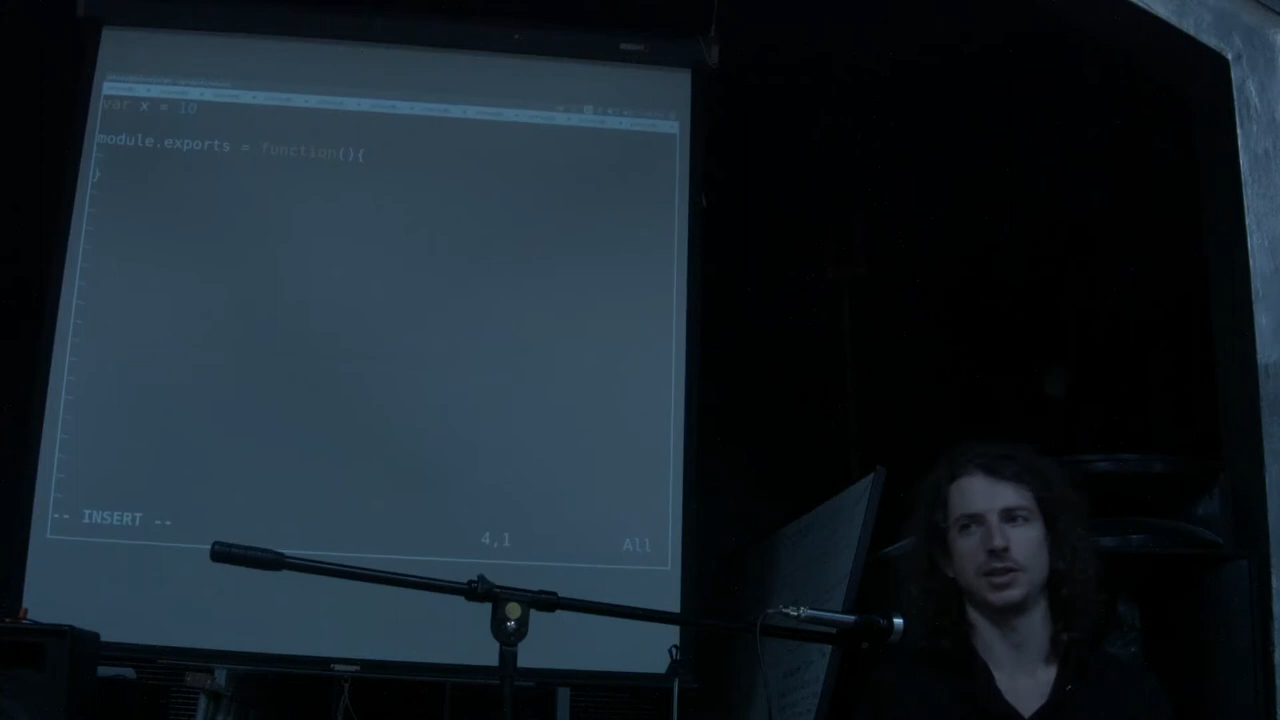 var x = 10
module.exports = function(){
}
-- INSERT --
4,1
All